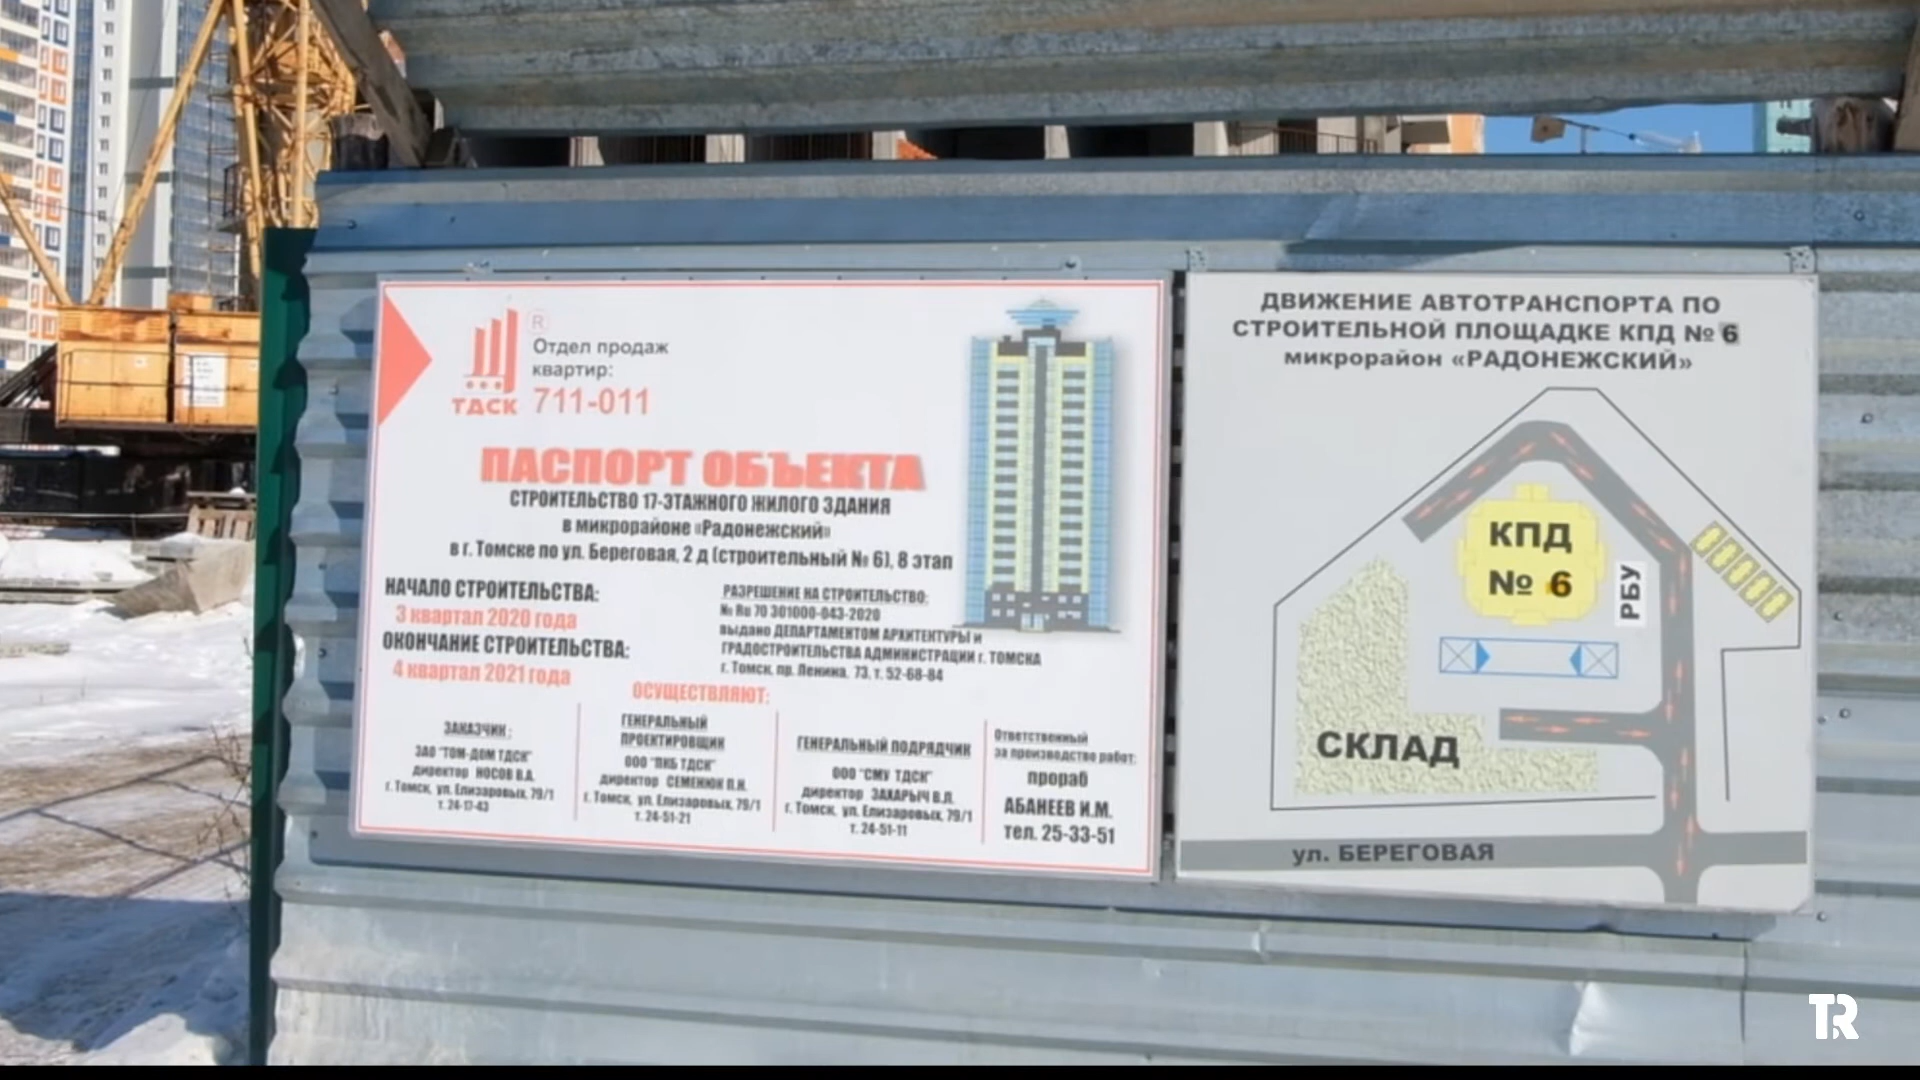 ТДСК
R
Отдел продаж
квартир:
711-011
ПАСПОРТ ОБЪЕКТА
СТРОИТЕЛЬСТВО 17-ЭТАЖНОГО ЖИЛОГО ЗДАНИЯ
в микрорайоне «Радонежский»
в г. Томске по ул. Береговая, 2 д (строительный № 6), 8 этап
НАЧАЛО СТРОИТЕЛЬСТВА:
3 квартал 2020 года
ОКОНЧАНИЕ СТРОИТЕЛЬСТВА:
4 квартал 2021 года
РАЗРЕШЕНИЕ НА СТРОИТЕЛЬСТВО:
№ Ru 70 301000-043-2020
выдано ДЕПАРТАМЕНТОМ АРХИТЕКТУРЫ и
ГРАДОСТРОИТЕЛЬСТВА АДМИНИСТРАЦИИ г. ТОМСКА
г. Томск, пр. Ленина, 73, т. 52-68-84
ОСУЩЕСТВЛЯЮТ:
ЗАКАЗЧИК:
ЗАО "ТОМ-ДОМ ТДСК"
директор НОСОВ В.А.
г. Томск, ул. Елизаровых, 79/1
т. 24-17-43
ГЕНЕРАЛЬНЫЙ
ПРОЕКТИРОВЩИК
ООО "ПКБ ТДСК"
директор СЕМЕНЮК П.Н.
г. Томск, ул. Елизаровых, 79/1
т. 24-51-21
ГЕНЕРАЛЬНЫЙ ПОДРЯДЧИК
ООО "СМУ ТДСК"
директор ЗАХАРЫЧ В.Л.
г. Томск, ул. Елизаровых, 79/1
т. 24-51-11
Ответственный
за производство работ:
прораб
АБАНЕЕВ И.М.
тел. 25-33-51
ДВИЖЕНИЕ АВТОТРАНСПОРТА ПО
СТРОИТЕЛЬНОЙ ПЛОЩАДКЕ КПД № 6
микрорайон «РАДОНЕЖСКИЙ»
КПД
№ 6
РБУ
СКЛАД
ул. БЕРЕГОВАЯ
TR